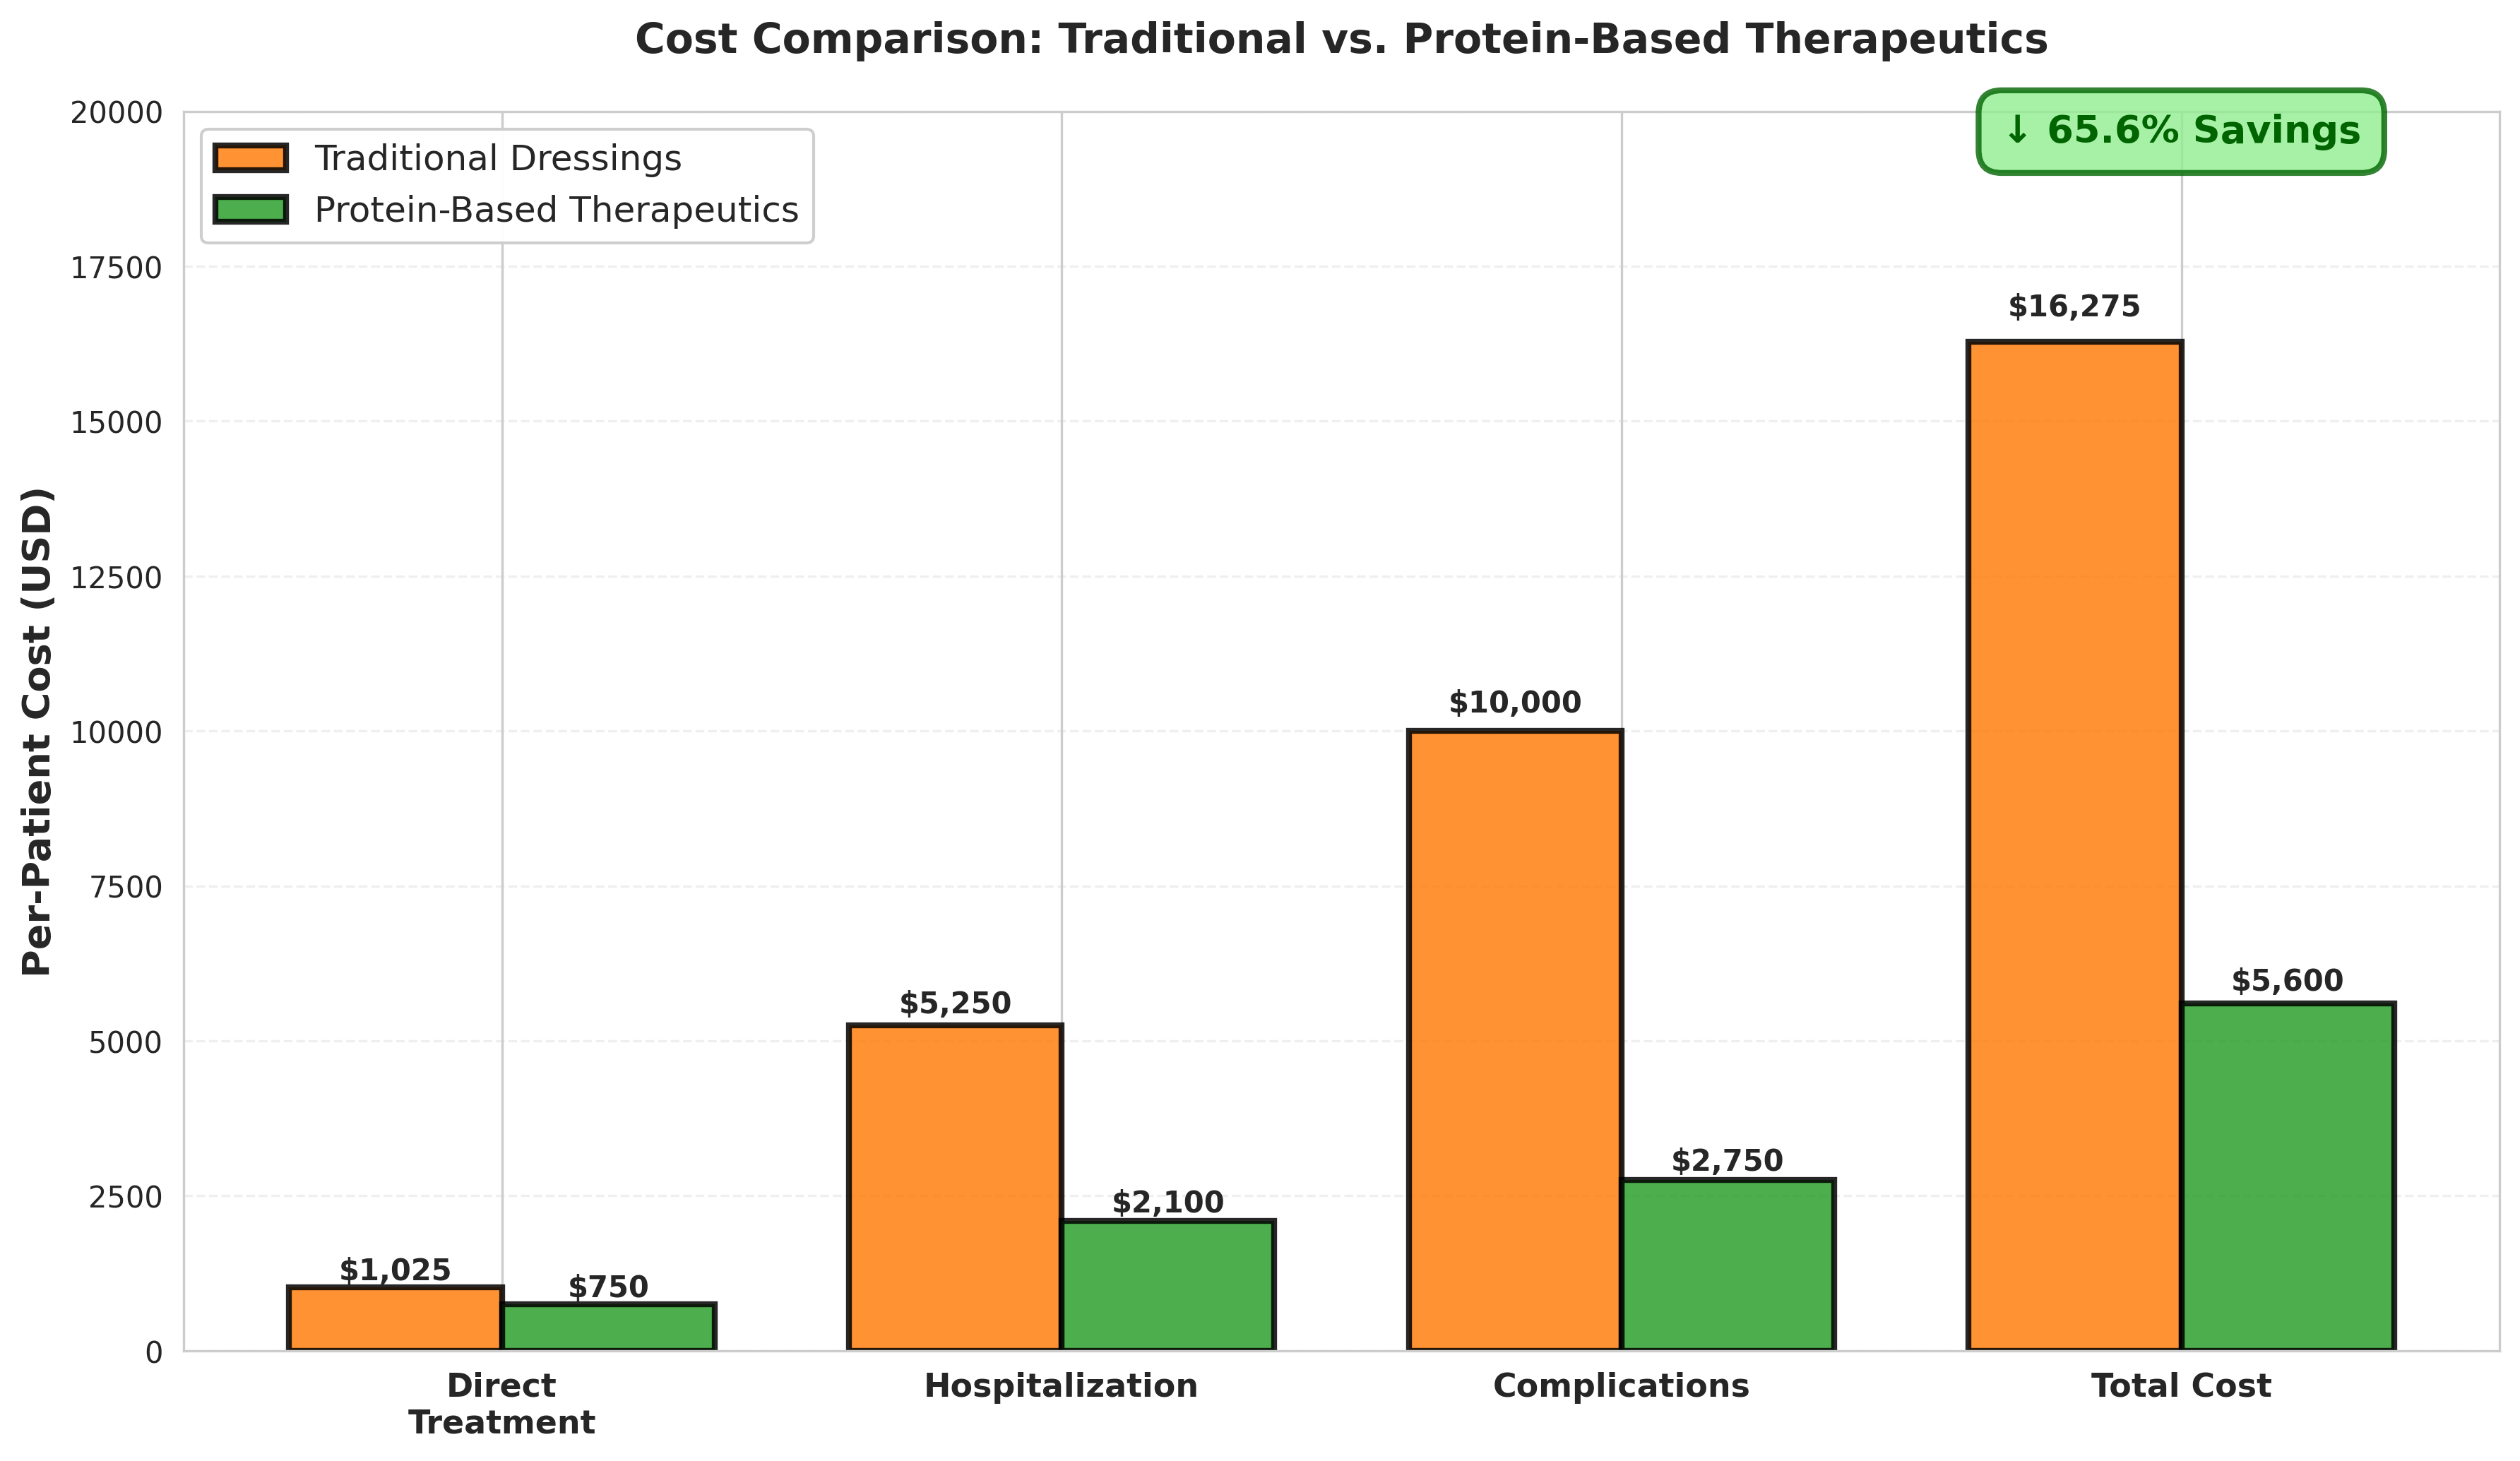 Cost Comparison: Traditional vs. Protein-Based Therapeutics
↓ 65.6% Savings
Traditional Dressings
Protein-Based Therapeutics
Per-Patient Cost (USD)
20000
17500
15000
12500
10000
7500
5000
2500
0
$1,025
$750
$5,250
$2,100
$10,000
$2,750
$16,275
$5,600
Direct
Treatment
Hospitalization
Complications
Total Cost